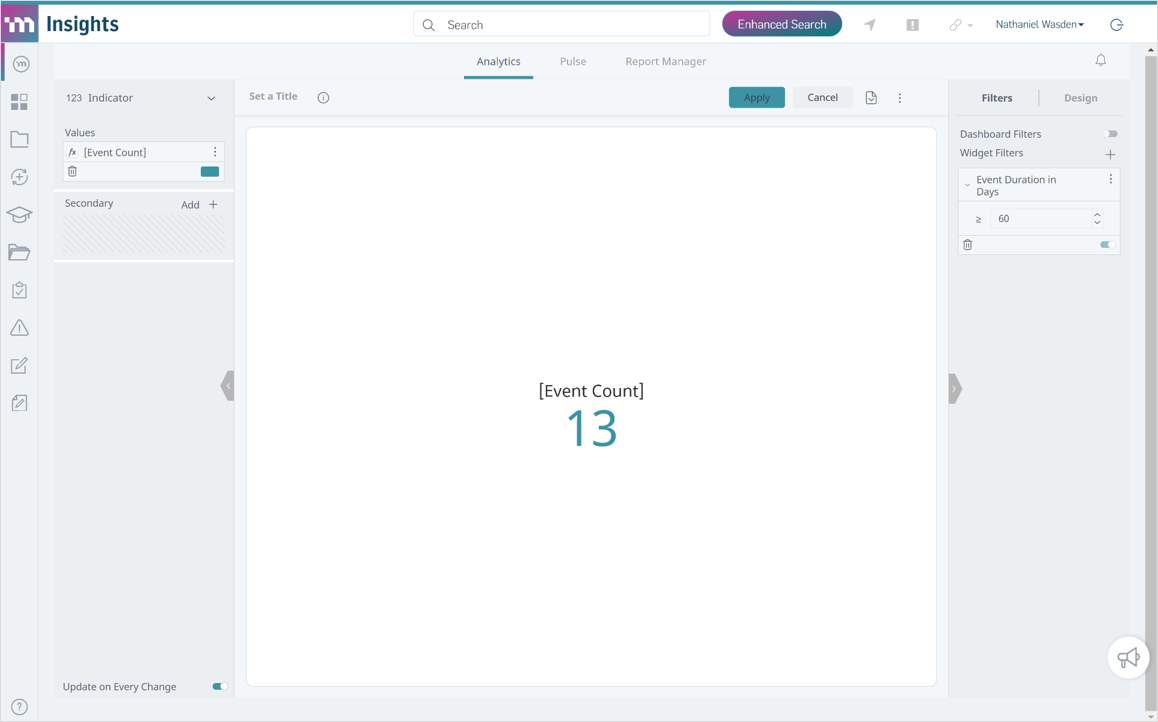 m Insights
Search
Enhanced Search
Nathaniel Wasden
Analytics
Pulse
Report Manager
123 Indicator
Set a Title
Apply
Cancel
Filters
Design
Values
fx [Event Count]
Secondary
Add +
Dashboard Filters
Widget Filters
Event Duration in
Days
≥ 60
[Event Count]
13
Update on Every Change